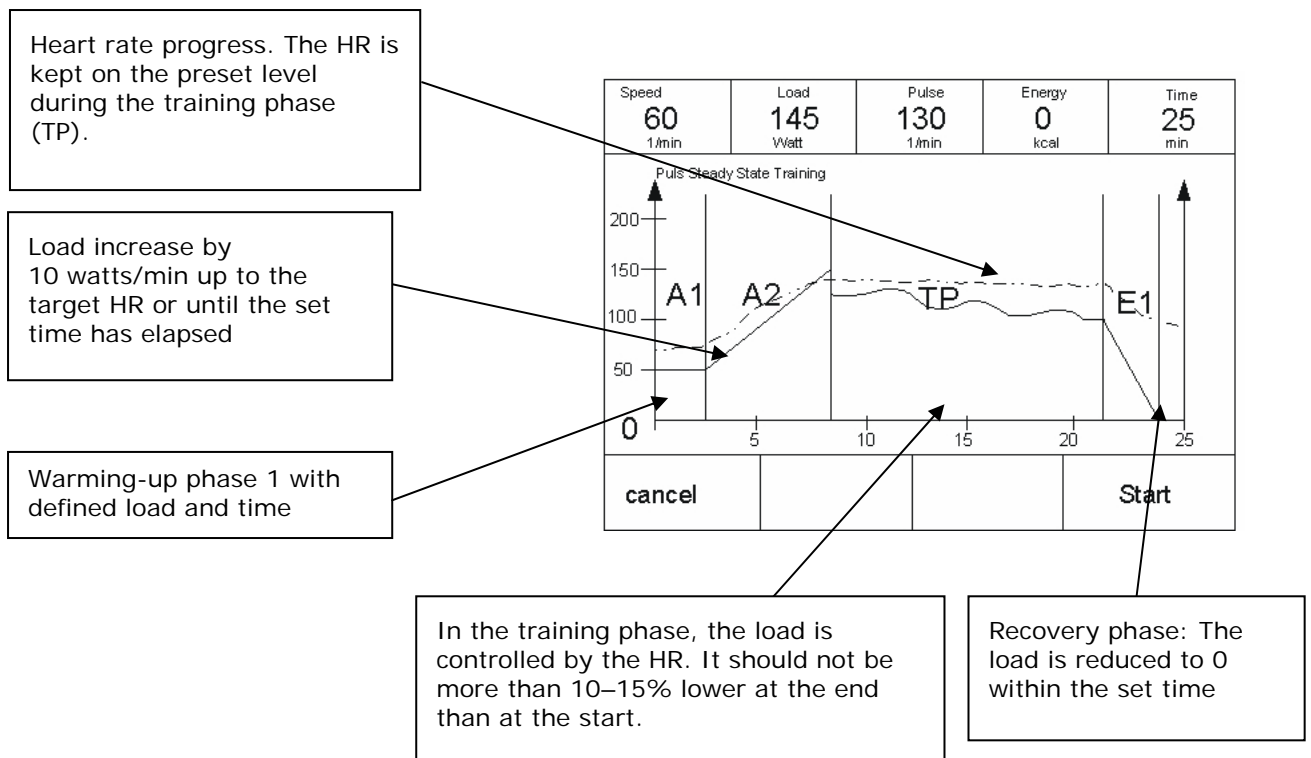 Heart rate progress. The HR is
kept on the preset level
during the training phase
(TP).
Load increase by
10 watts/min up to the
target HR or until the set
time has elapsed
Warming-up phase 1 with
defined load and time
Speed Load Pulse Energy Time
60 145 130 0 25
1/min Watt 1/min kcal min
Puls Steady State Training
200
150
A1 A2 TP E1
100
50
0
5 10 15 20 25
cancel Start
In the training phase, the load is
controlled by the HR. It should not be
more than 10–15% lower at the end
than at the start.
Recovery phase: The
load is reduced to 0
within the set time